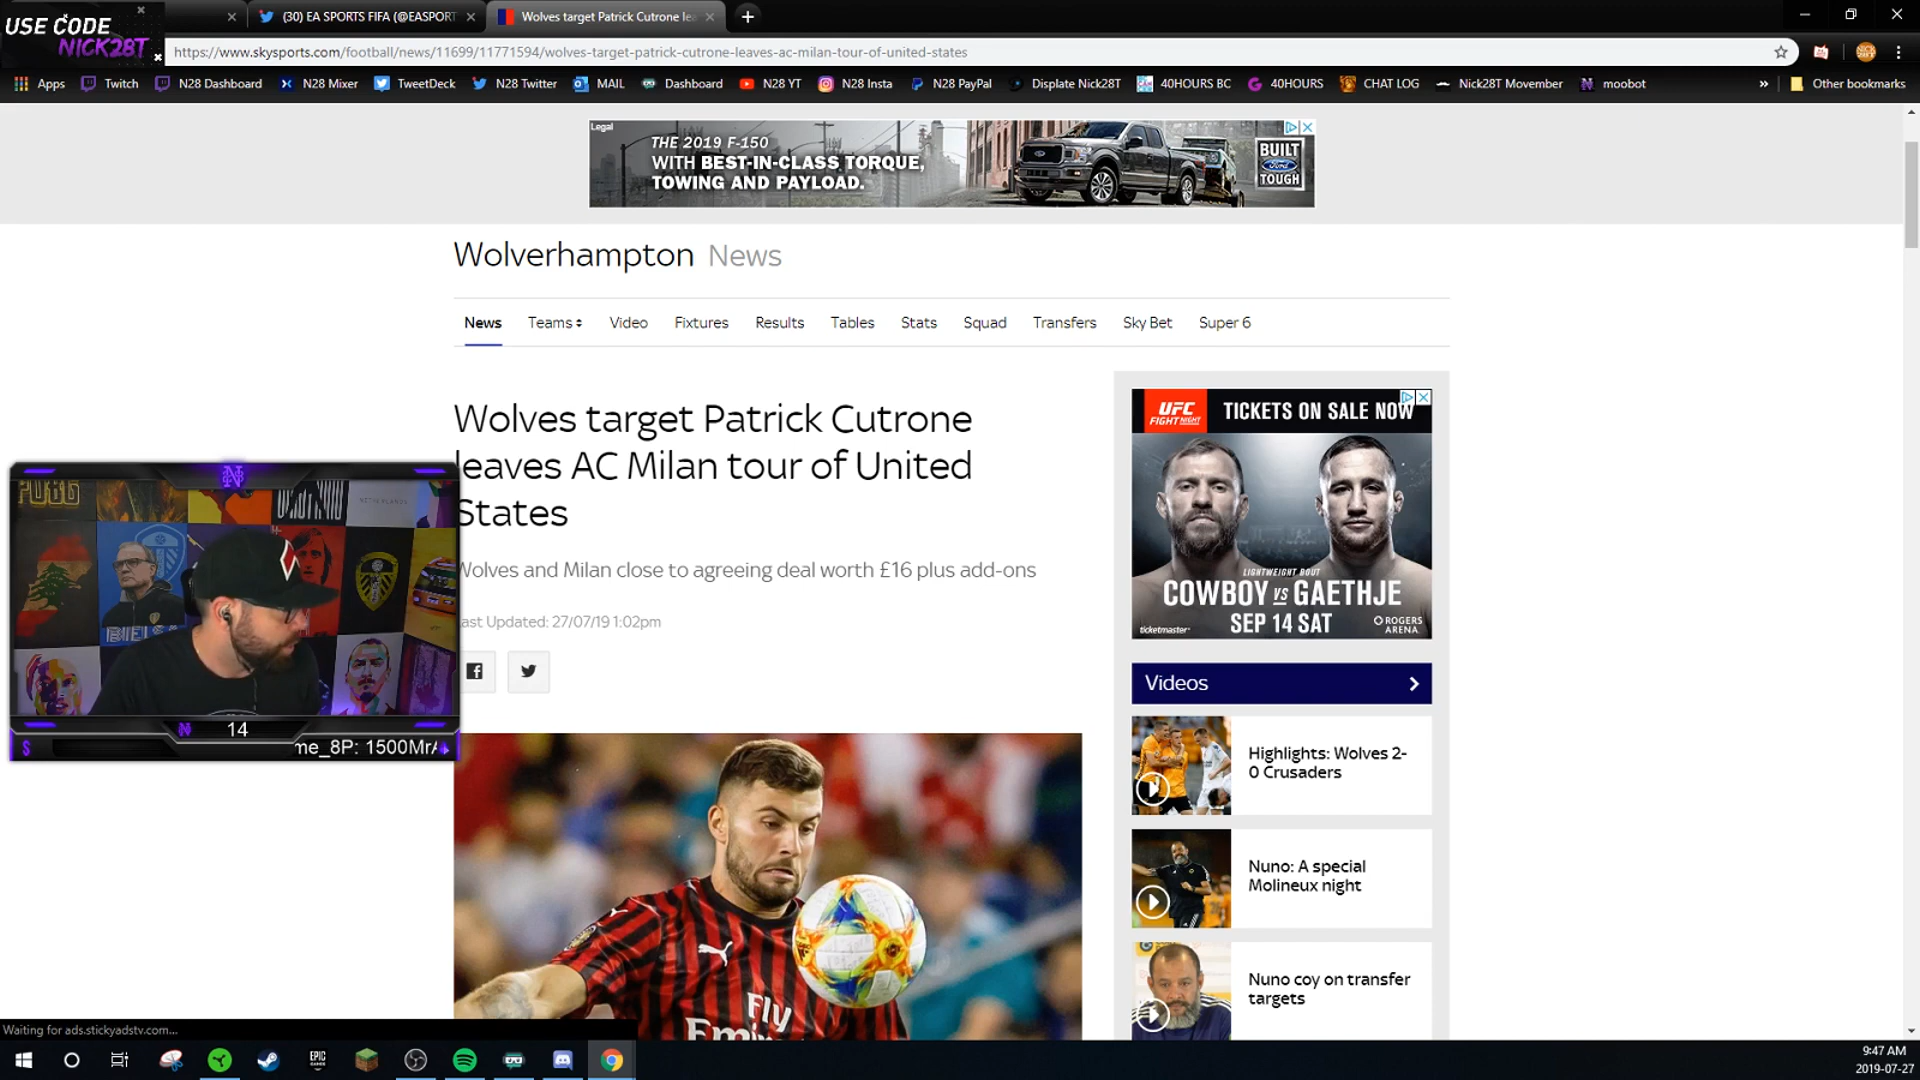 USE CODE
NICK28T
(30) EA SPORTS FIFA (@EASPORT
Wolves target Patrick Cutrone le
https://www.skysports.com/football/news/11699/11771594/wolves-target-patrick-cutrone-leaves-ac-milan-tour-of-united-states
Apps Twitch N28 Dashboard N28 Mixer TweetDeck N28 Twitter MAIL Dashboard N28 YT N28 Insta N28 PayPal Displate Nick28T 40HOURS BC 40HOURS CHAT LOG Nick28T Movember moobot » Other bookmarks
Legal
THE 2019 F-150
WITH BEST-IN-CLASS TORQUE,
TOWING AND PAYLOAD.
BUILT
Ford
TOUGH
Wolverhampton News
News Teams Video Fixtures Results Tables Stats Squad Transfers Sky Bet Super 6
Wolves target Patrick Cutrone
leaves AC Milan tour of United
States
Wolves and Milan close to agreeing deal worth £16 plus add-ons
ast Updated: 27/07/19 1:02pm
UFC
FIGHT NIGHT
TICKETS ON SALE NOW
LIGHTWEIGHT BOUT
COWBOY VS GAETHJE
SEP 14 SAT
ticketmaster
ROGERS
ARENA
Videos
Highlights: Wolves 2-
0 Crusaders
Nuno: A special
Molineux night
Nuno coy on transfer
targets
PUBG
BIELS
14
$
me_8P: 1500Mr
Fly
Emir
Waiting for ads.stickyadstv.com...
EPIC
9:47 AM
2019-07-27